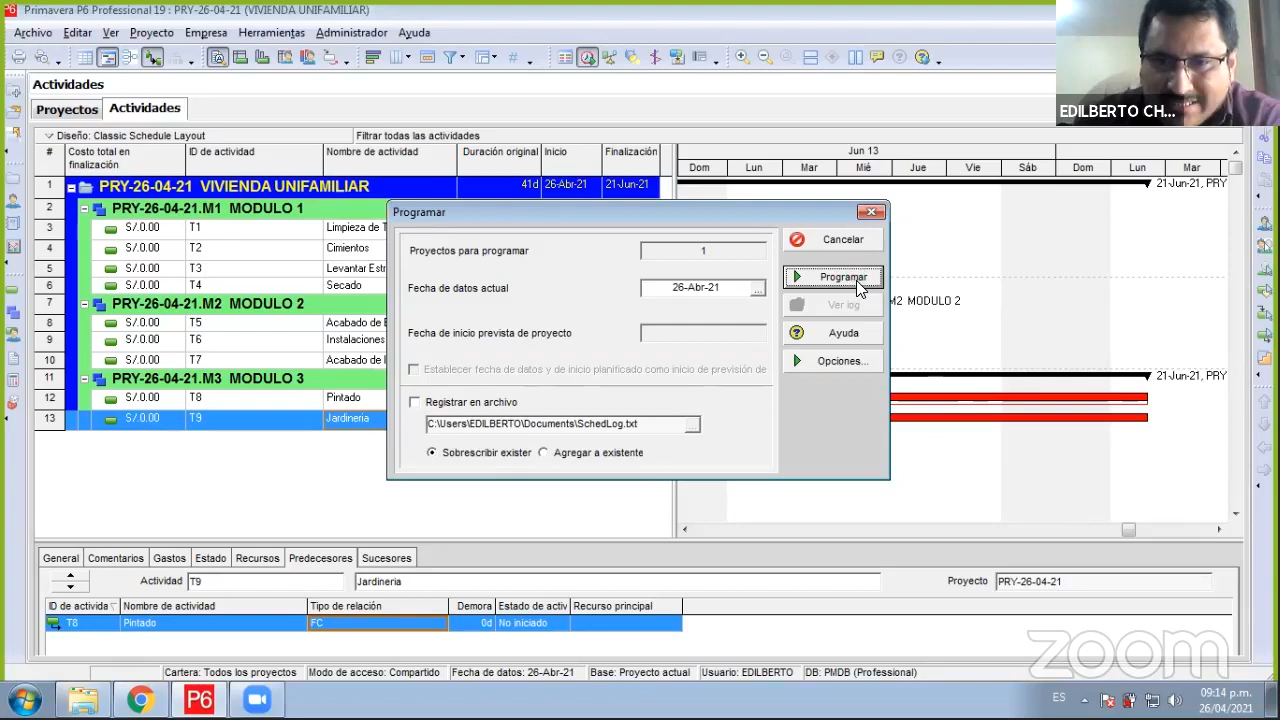 Primavera P6 Professional 19 : PRY-26-04-21 (VIVIENDA UNIFAMILIAR)
Archivo Editar Ver Proyecto Empresa Herramientas Administrador Ayuda
EDILBERTO CH...
Actividades
Proyectos Actividades
Diseño: Classic Schedule Layout Filtrar todas las actividades
# Costo total en finalización ID de actividad Nombre de actividad Duración original Inicio Finalización
Jun 13
Dom Lun Mar Mié Jue Vie Sáb Dom Lun Mar
1 PRY-26-04-21 VIVIENDA UNIFAMILIAR 41d 26-Abr-21 21-Jun-21 21-Jun-21, PRY
2 PRY-26-04-21.M1 MODULO 1
3 S/.0.00 T1 Limpieza de T
4 S/.0.00 T2 Cimientos
5 S/.0.00 T3 Levantar Estr
6 S/.0.00 T4 Secado
7 PRY-26-04-21.M2 MODULO 2 M2 MODULO 2
8 S/.0.00 T5 Acabado de
9 S/.0.00 T6 Instalaciones
10 S/.0.00 T7 Acabado de
11 PRY-26-04-21.M3 MODULO 3 21-Jun-21, PRY
12 S/.0.00 T8 Pintado
13 S/.0.00 T9 Jardineria
Programar
Proyectos para programar 1
Fecha de datos actual 26-Abr-21 ...
Fecha de inicio prevista de proyecto
Establecer fecha de datos y de inicio planificado como inicio de previsión de
Registrar en archivo
C:\Users\EDILBERTO\Documents\SchedLog.txt ...
Sobrescribir exister Agregar a existente
Cancelar
Programar
Ver log
Ayuda
Opciones...
General Comentarios Gastos Estado Recursos Predecesores Sucesores
Actividad T9 Jardineria Proyecto PRY-26-04-21
ID de activida Nombre de actividad Tipo de relación Demora Estado de activ Recurso principal
T8 Pintado FC 0d No iniciado
zoom
Cartera: Todos los proyectos Modo de acceso: Compartido Fecha de datos: 26-Abr-21 Base: Proyecto actual Usuario: EDILBERTO DB: PMDB (Professional)
P6
ES
09:14 p.m.
26/04/2021